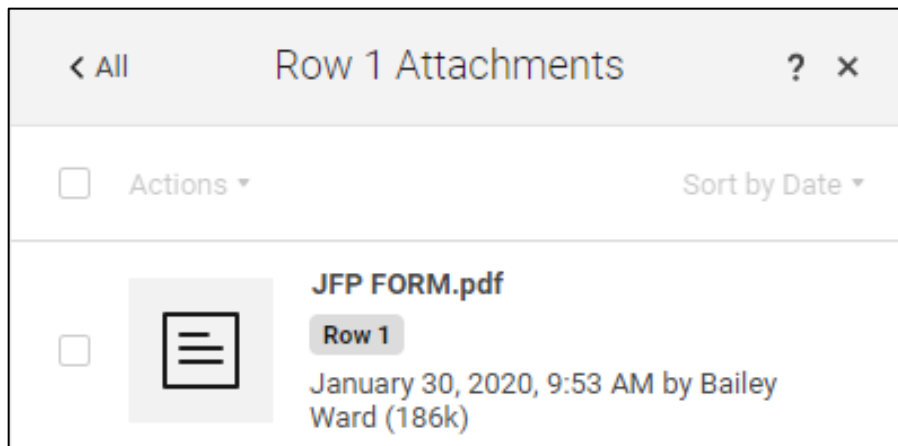 All
Row 1 Attachments
?
×
Actions
Sort by Date
JFP FORM.pdf
Row 1
January 30, 2020, 9:53 AM by Bailey
Ward (186k)